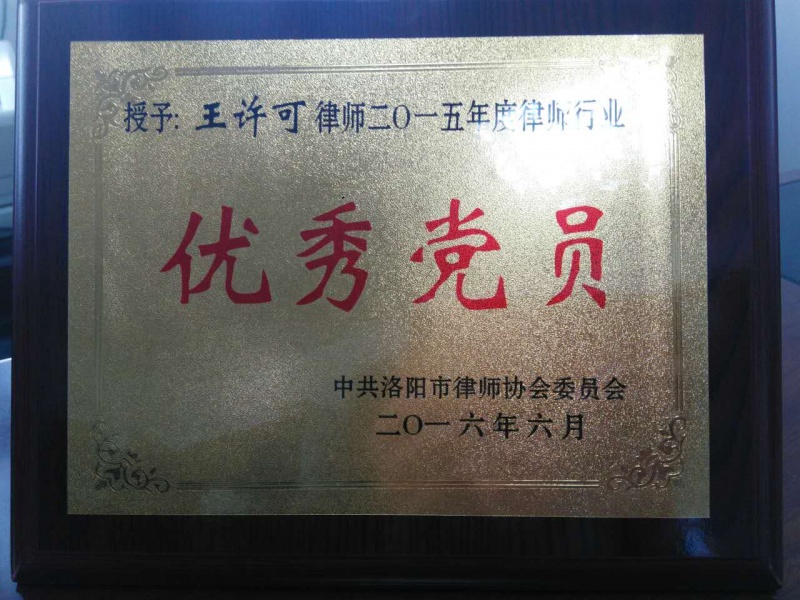 授予:王许可律师二〇一五年度律师行业
优秀党员
中共洛阳市律师协会委员会
二〇一六年六月